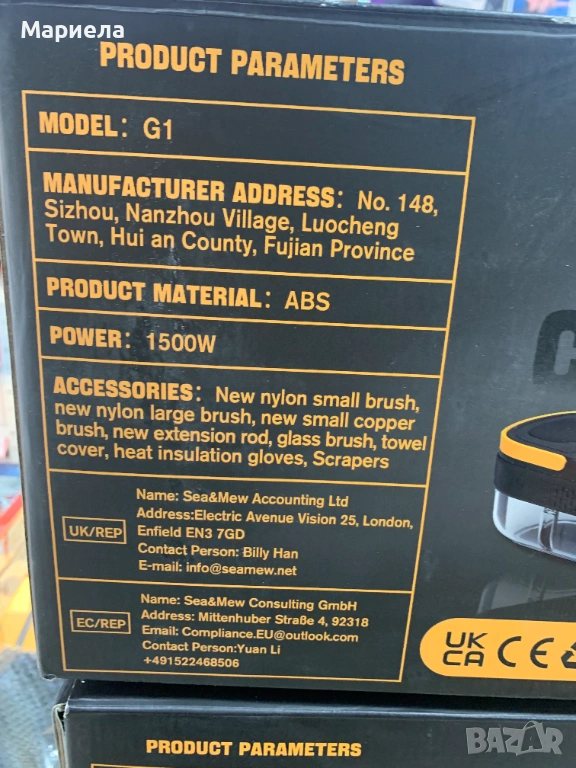 Мариела
PRODUCT PARAMETERS
MODEL: G1
MANUFACTURER ADDRESS: No. 148,
Sizhou, Nanzhou Village, Luocheng
Town, Hui an County, Fujian Province
PRODUCT MATERIAL: ABS
POWER: 1500W
ACCESSORIES: New nylon small brush,
new nylon large brush, new small copper
brush, new extension rod, glass brush, towel
cover, heat insulation gloves, Scrapers
UK/REP
Name: Sea&Mew Accounting Ltd
Address:Electric Avenue Vision 25, London,
Enfield EN3 7GD
Contact Person: Billy Han
E-mail: info@seamew.net
EC/REP
Name: Sea&Mew Consulting GmbH
Address: Mittenhuber Straße 4, 92318
Email: Compliance.EU@outlook.com
Contact Person:Yuan Li
+491522468506
UK
CA CE
PRODUCT PARAMETERS
BAZAR